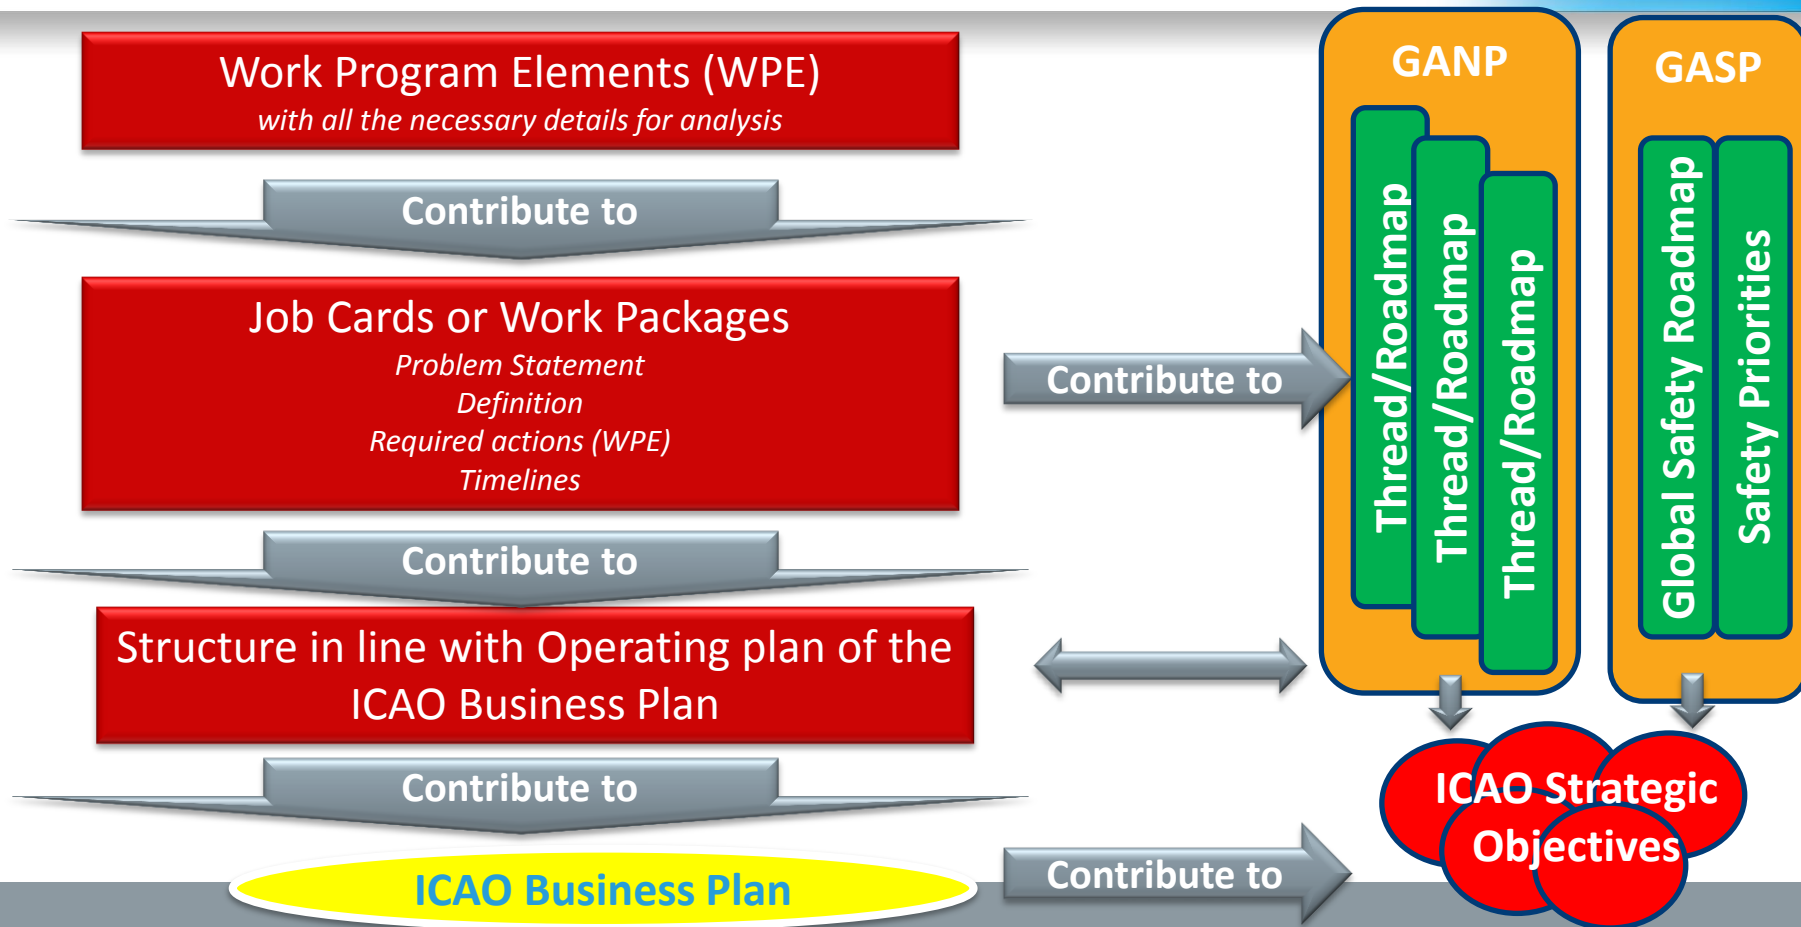 Work Program Elements (WPE)
with all the necessary details for analysis
Contribute to
Job Cards or Work Packages
Problem Statement
Definition
Required actions (WPE)
Timelines
Contribute to
Structure in line with Operating plan of the
ICAO Business Plan
Contribute to
ICAO Business Plan
Contribute to
Contribute to
GANP
Thread/Roadmap
Thread/Roadmap
Thread/Roadmap
GASP
Global Safety Roadmap
Safety Priorities
ICAO Strategic
Objectives